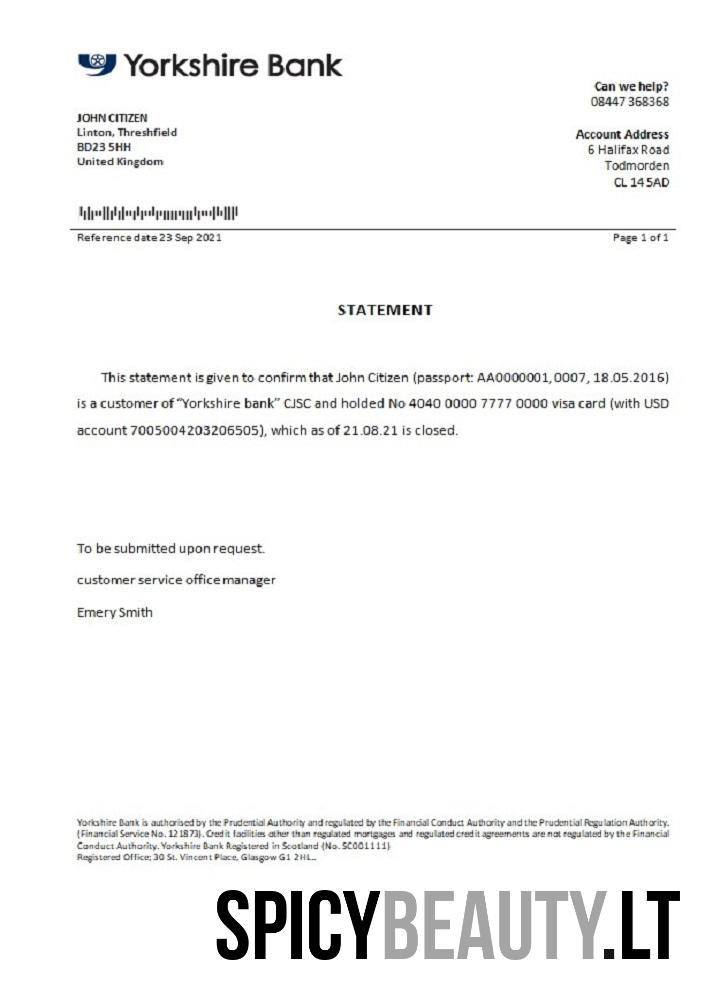 Yorkshire Bank
Can we help?
08447 368368
JOHN CITIZEN
Linton, Threshfield
BD23 5HH
United Kingdom
Account Address
6 Halifax Road
Todmorden
CL 14 5AD
Reference date 23 Sep 2021
Page 1 of 1
STATEMENT
This statement is given to confirm that John Citizen (passport: AA0000001, 0007, 18.05.2016)
is a customer of “Yorkshire bank” CJSC and holded No 4040 0000 7777 0000 visa card (with USD
account 7005004203206505), which as of 21.08.21 is closed.
To be submitted upon request.
customer service office manager
Emery Smith
Yorkshire Bank is authorised by the Prudential Authority and regulated by the Financial Conduct Authority and the Prudential Regulation Authority.
(Financial Service No. 121873). Credit facilities other than regulated mortgages and regulated credit agreements are not regulated by the Financial
Conduct Authority. Yorkshire Bank Registered in Scotland (No. SC001111)
Registered Office; 30 St. Vincent Place, Glasgow G1 2HL..
SPICYBEAUTY.LT